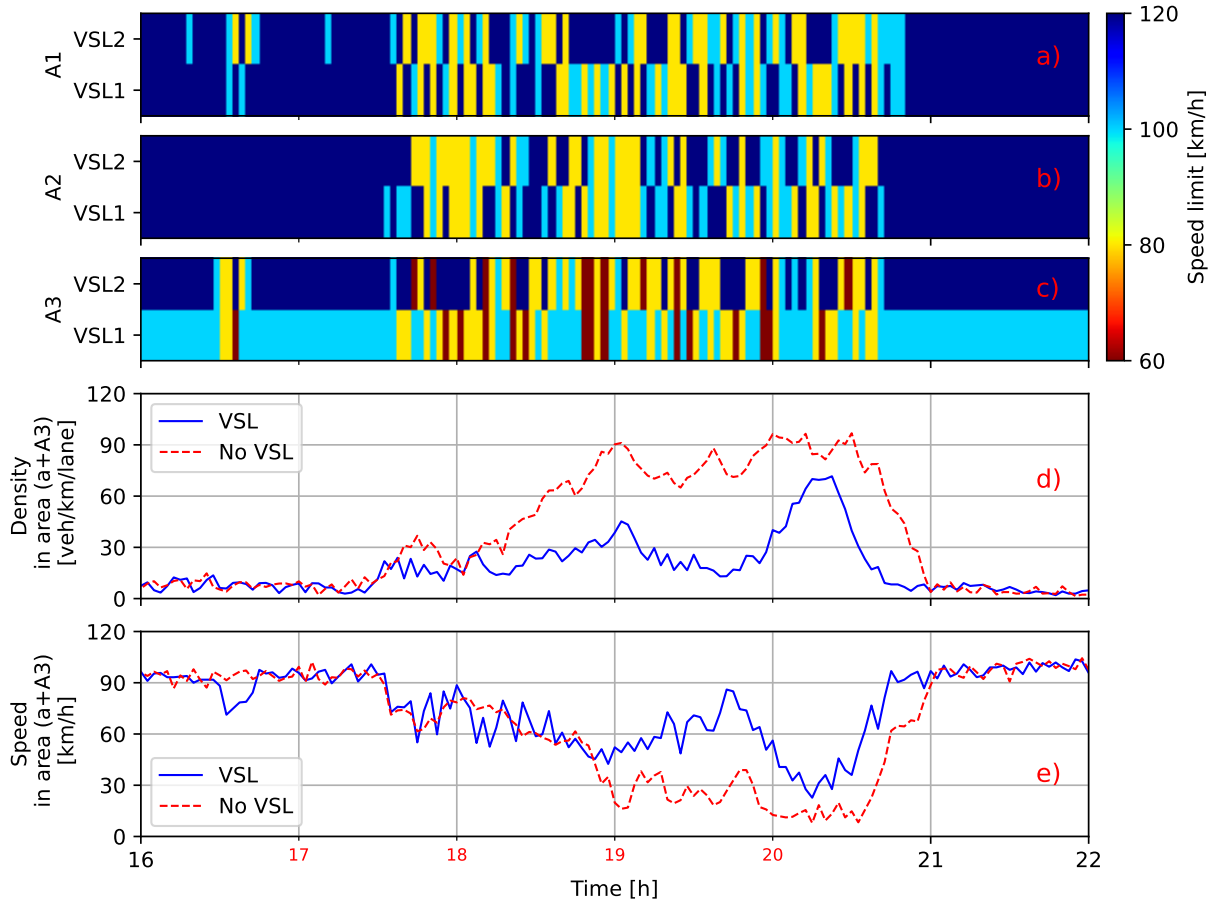 A1
VSL2
VSL1
a)
A2
VSL2
VSL1
b)
A3
VSL2
VSL1
c)
120
100
80
60
Speed limit [km/h]
Density
in area (a+A3)
[veh/km/lane]
120
90
60
30
0
VSL
No VSL
d)
Speed
in area (a+A3)
[km/h]
120
90
60
30
0
VSL
No VSL
e)
16 17 18 19 20 21 22
Time [h]